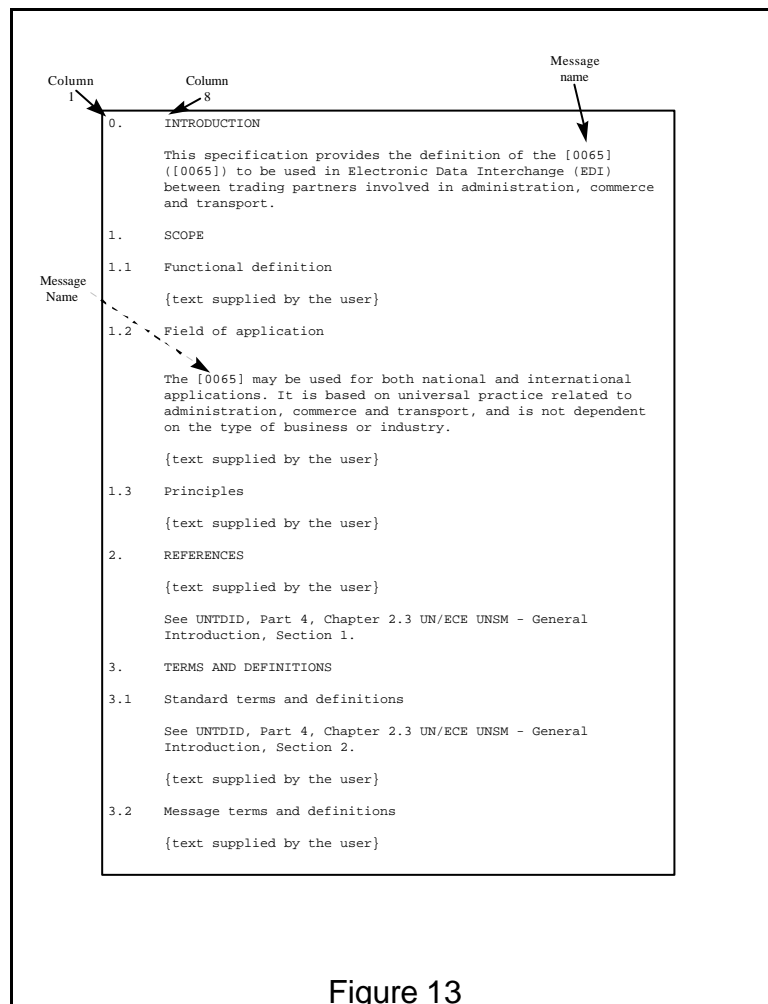 Message
name
Column
1
Column
8
0. INTRODUCTION
This specification provides the definition of the [0065]
([0065]) to be used in Electronic Data Interchange (EDI)
between trading partners involved in administration, commerce
and transport.
1. SCOPE
1.1 Functional definition
Message
Name
{text supplied by the user}
1.2 Field of application
The [0065] may be used for both national and international
applications. It is based on universal practice related to
administration, commerce and transport, and is not dependent
on the type of business or industry.
{text supplied by the user}
1.3 Principles
{text supplied by the user}
2. REFERENCES
{text supplied by the user}
See UNTDID, Part 4, Chapter 2.3 UN/ECE UNSM - General
Introduction, Section 1.
3. TERMS AND DEFINITIONS
3.1 Standard terms and definitions
See UNTDID, Part 4, Chapter 2.3 UN/ECE UNSM - General
Introduction, Section 2.
{text supplied by the user}
3.2 Message terms and definitions
{text supplied by the user}
Figure 13